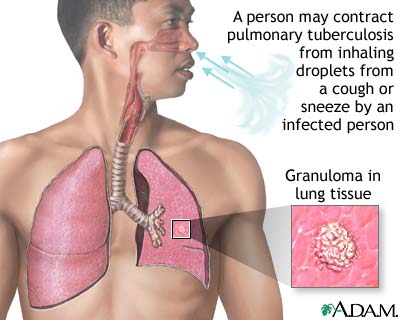 A person may contract
pulmonary tuberculosis
from inhaling
droplets from
a cough or
sneeze by an
infected person
Granuloma in
lung tissue
A.D.A.M.